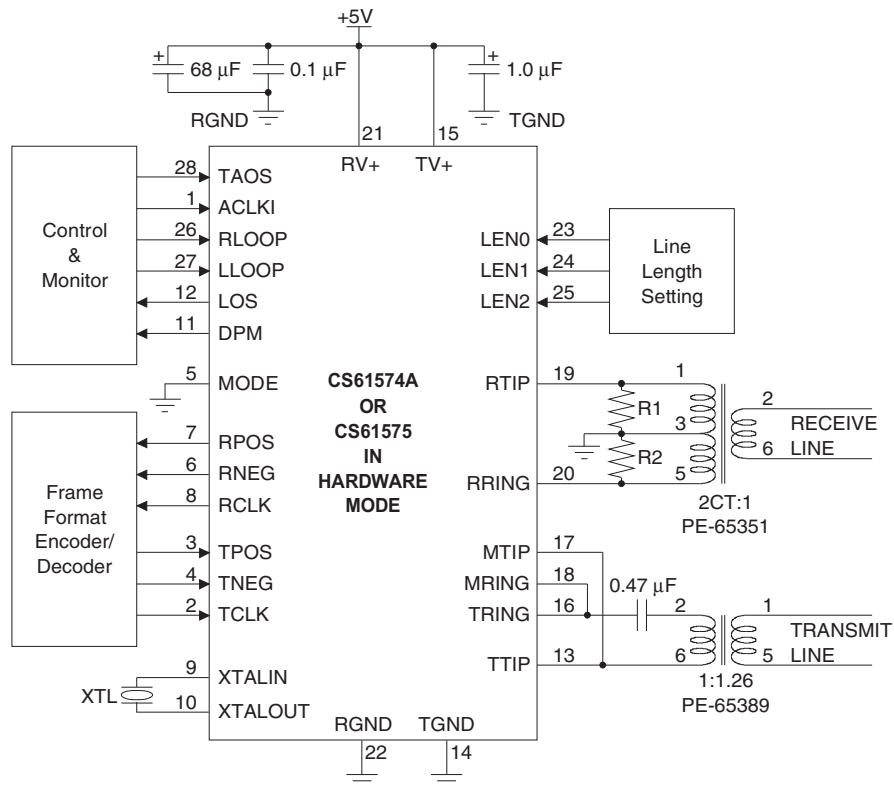 +5V
+
68 μF
0.1 μF
+
1.0 μF
RGND
TGND
21
15
RV+
TV+
Control
&
Monitor
28
TAOS
1
ACLKI
26
RLOOP
27
LLOOP
12
LOS
11
DPM
LEN0
23
LEN1
24
LEN2
25
Line
Length
Setting
5
MODE
CS61574A
OR
CS61575
IN
HARDWARE
MODE
Frame
Format
Encoder/
Decoder
7
RPOS
6
RNEG
8
RCLK
3
TPOS
4
TNEG
2
TCLK
RTIP
19
R1
R2
RRING
20
1
3
5
2
6
RECEIVE
LINE
2CT:1
PE-65351
MTIP
17
MRING
18
TRING
16
TTIP
13
0.47 μF
2
6
1
5
TRANSMIT
LINE
1:1.26
PE-65389
XTL
9
XTALIN
10
XTALOUT
RGND
TGND
22
14